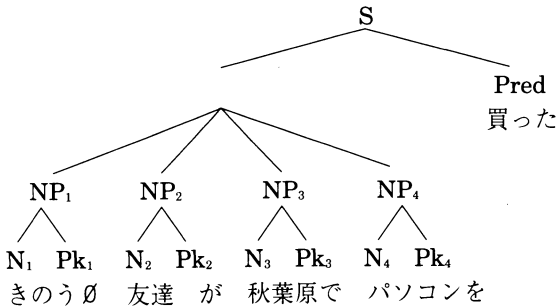 S
Pred
買った
NP₁ NP₂ NP₃ NP₄
N₁ Pk₁ N₂ Pk₂ N₃ Pk₃ N₄ Pk₄
きのう∅ 友達 が 秋葉原で パソコンを